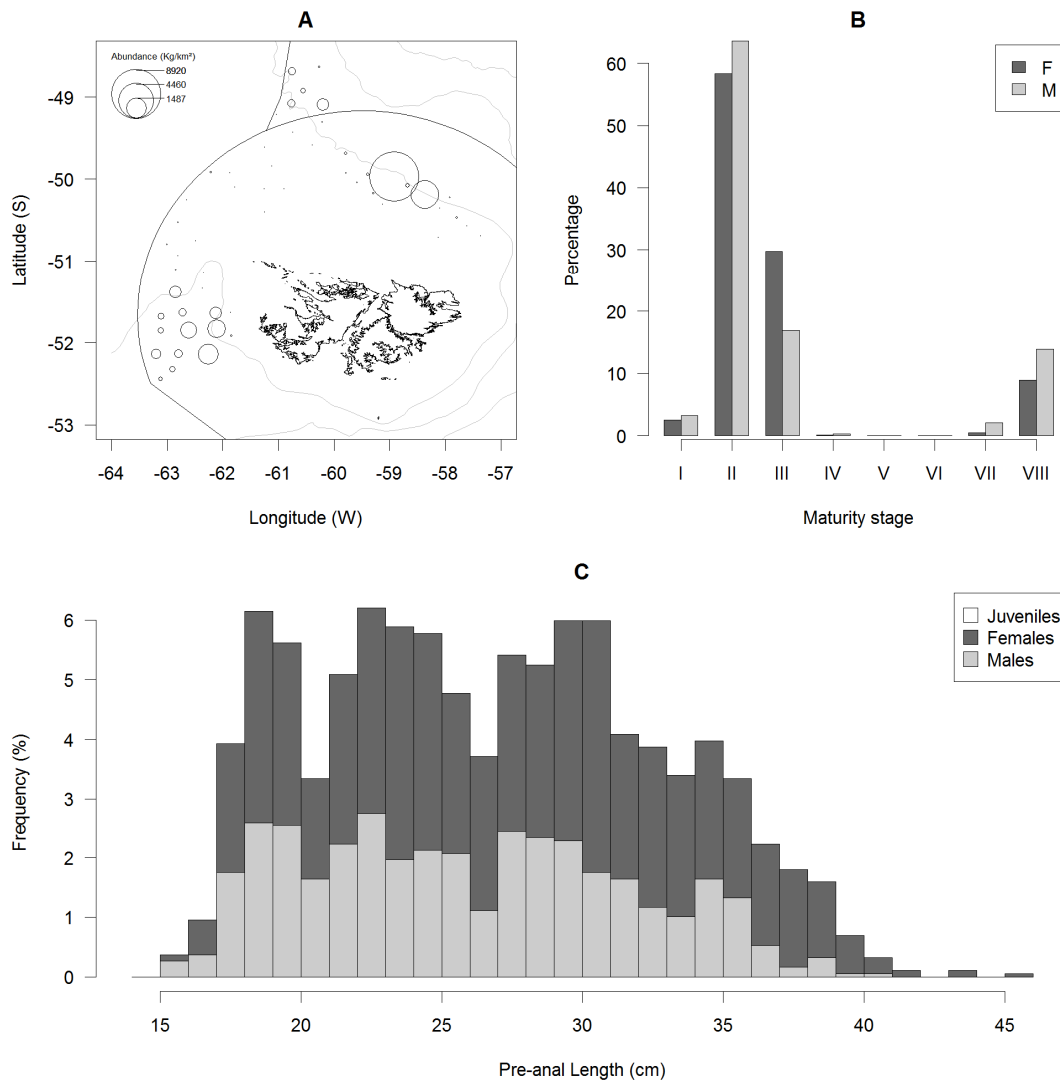 A
Abundance (Kg/km²)
8920
4460
1487
-49
-50
-51
-52
-53
Latitude (S)
-64 -63 -62 -61 -60 -59 -58 -57
Longitude (W)
B
F
M
60
50
40
30
20
10
0
Percentage
I II III IV V VI VII VIII
Maturity stage
C
Juveniles
Females
Males
6
5
4
3
2
1
0
Frequency (%)
15 20 25 30 35 40 45
Pre-anal Length (cm)